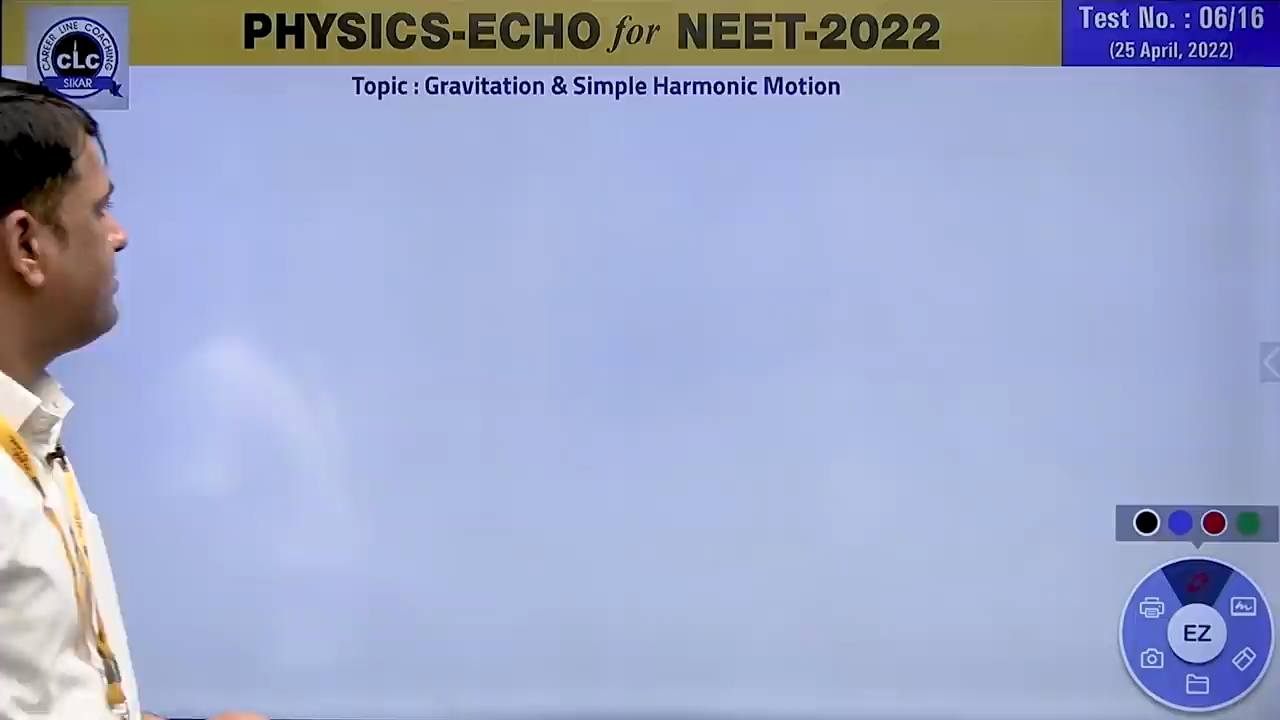 PHYSICS-ECHO for NEET-2022
Test No. : 06/16
(25 April, 2022)
CAREER LINE COACHING
CLC
SIKAR
Topic : Gravitation & Simple Harmonic Motion
EZ